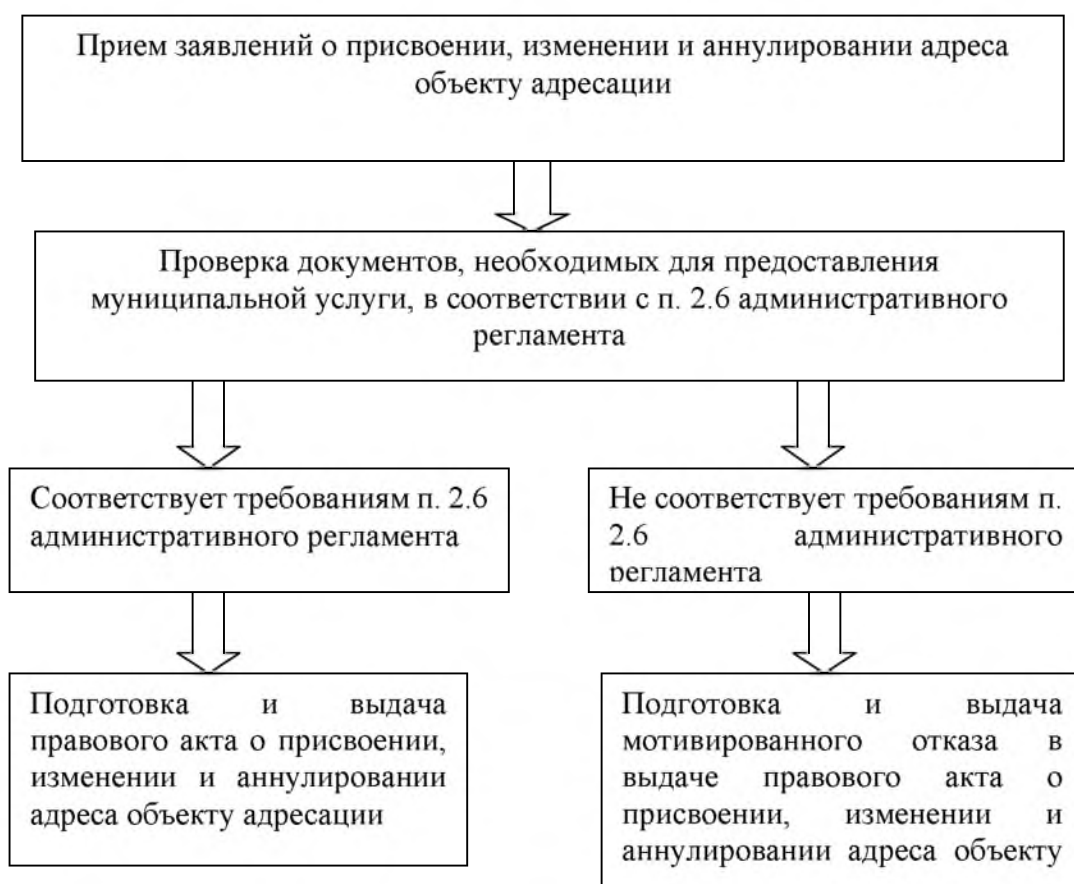 Прием заявлений о присвоении, изменении и аннулировании адреса
объекту адресации
Проверка документов, необходимых для предоставления
муниципальной услуги, в соответствии с п. 2.6 административного
регламента
Соответствует требованиям п. 2.6
административного регламента
Не соответствует требованиям п.
2.6 административного
регламента
Подготовка и выдача
правового акта о присвоении,
изменении и аннулировании
адреса объекту адресации
Подготовка и выдача
мотивированного отказа в
выдаче правового акта о
присвоении, изменении и
аннулировании адреса объекту